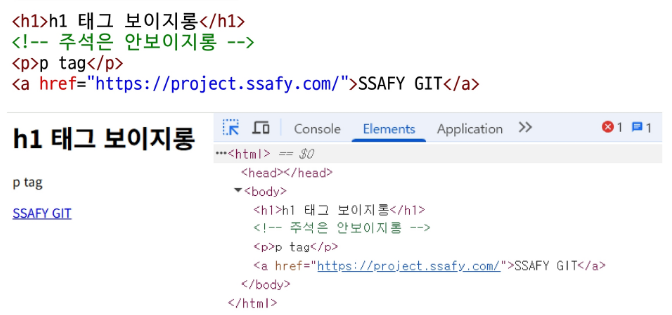 <h1>h1 태그 보이지롱</h1>
<!-- 주석은 안보이지롱 -->
<p>p tag</p>
<a href="https://project.ssafy.com/">SSAFY GIT</a>
h1 태그 보이지롱
p tag
SSAFY GIT
Console Elements Application 1 1
<html> == $0
<head></head>
<body>
<h1>h1 태그 보이지롱</h1>
<!-- 주석은 안보이지롱 -->
<p>p tag</p>
<a href="https://project.ssafy.com/">SSAFY GIT</a>
</body>
</html>